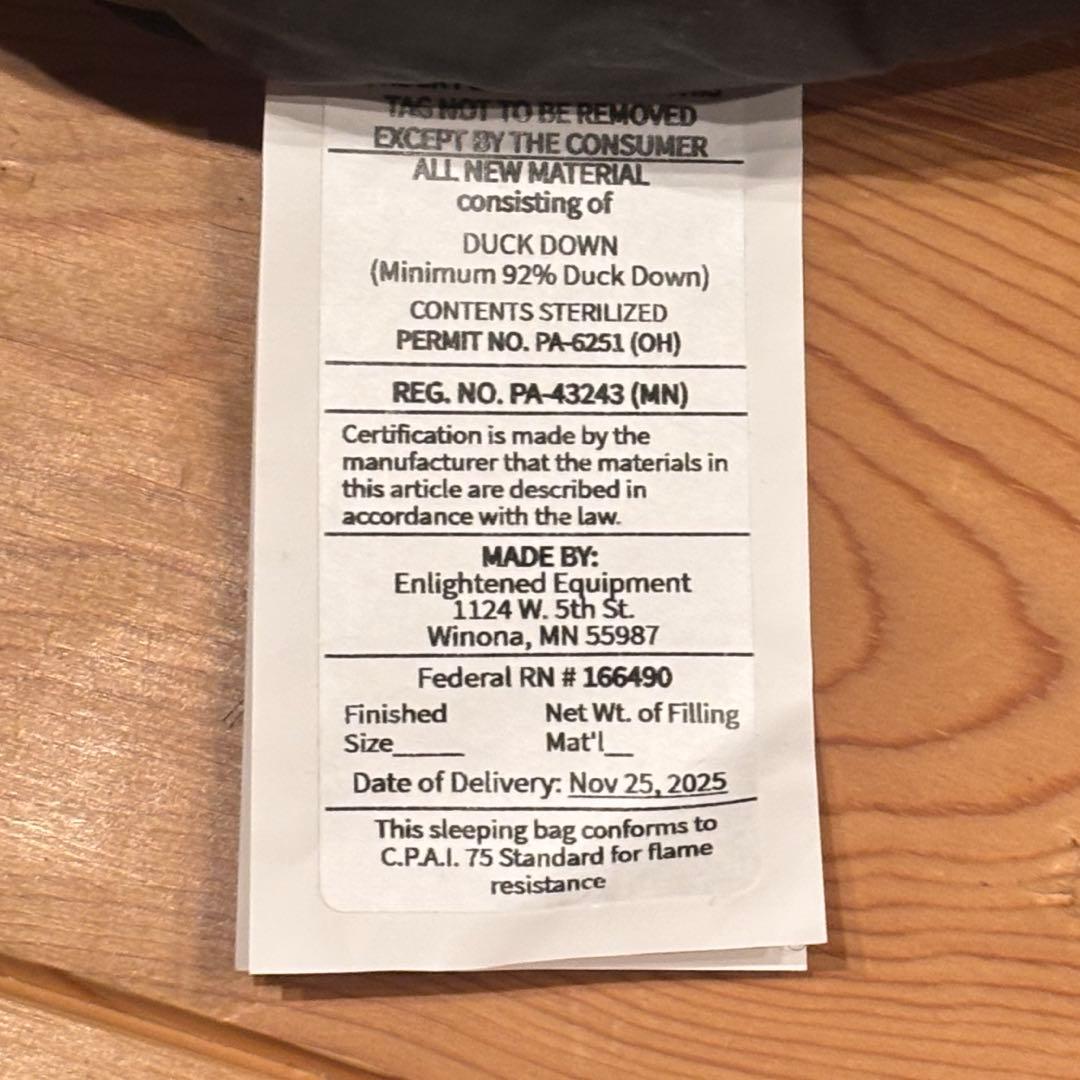 TAG NOT TO BE REMOVED
EXCEPT BY THE CONSUMER
ALL NEW MATERIAL
consisting of
DUCK DOWN
(Minimum 92% Duck Down)
CONTENTS STERILIZED
PERMIT NO. PA-6251 (OH)
REG. NO. PA-43243 (MN)
Certification is made by the
manufacturer that the materials in
this article are described in
accordance with the law.
MADE BY:
Enlightened Equipment
1124 W. 5th St.
Winona, MN 55987
Federal RN # 166490
Finished Net Wt. of Filling
Size_____ Mat'l__
Date of Delivery: Nov 25, 2025
This sleeping bag conforms to
C.P.A.I. 75 Standard for flame
resistance